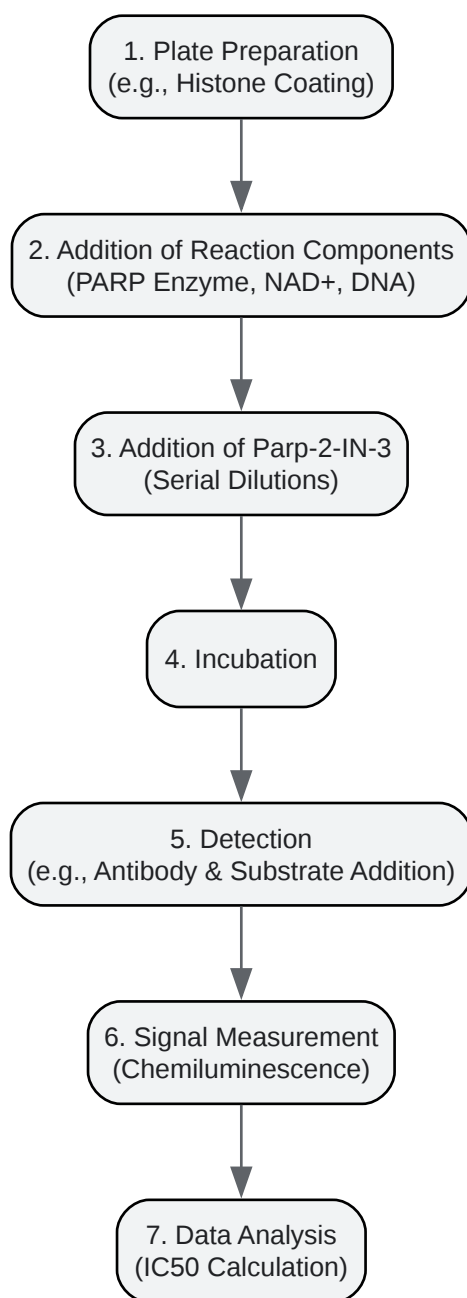 1. Plate Preparation
(e.g., Histone Coating)
2. Addition of Reaction Components
(PARP Enzyme, NAD+, DNA)
3. Addition of Parp-2-IN-3
(Serial Dilutions)
4. Incubation
5. Detection
(e.g., Antibody & Substrate Addition)
6. Signal Measurement
(Chemiluminescence)
7. Data Analysis
(IC50 Calculation)